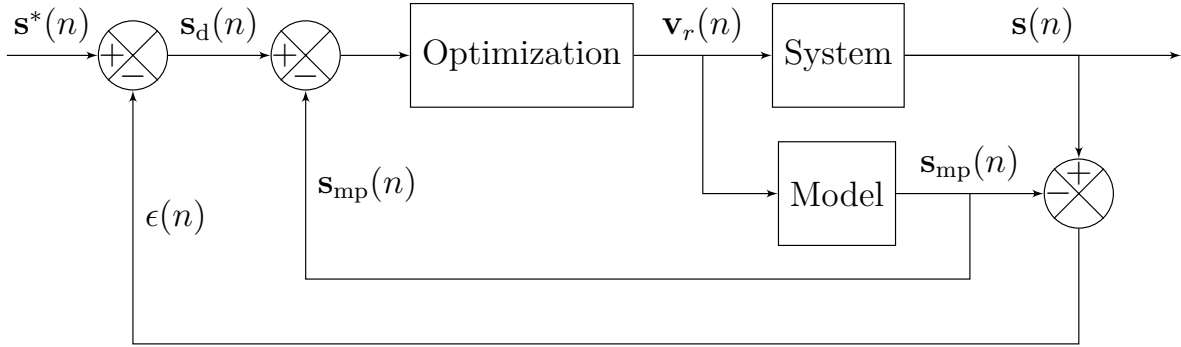 s*(n)
s_d(n)
Optimization
v_r(n)
System
s(n)
+
−
+
−
s_mp(n)
Model
s_mp(n)
+
−
ϵ(n)